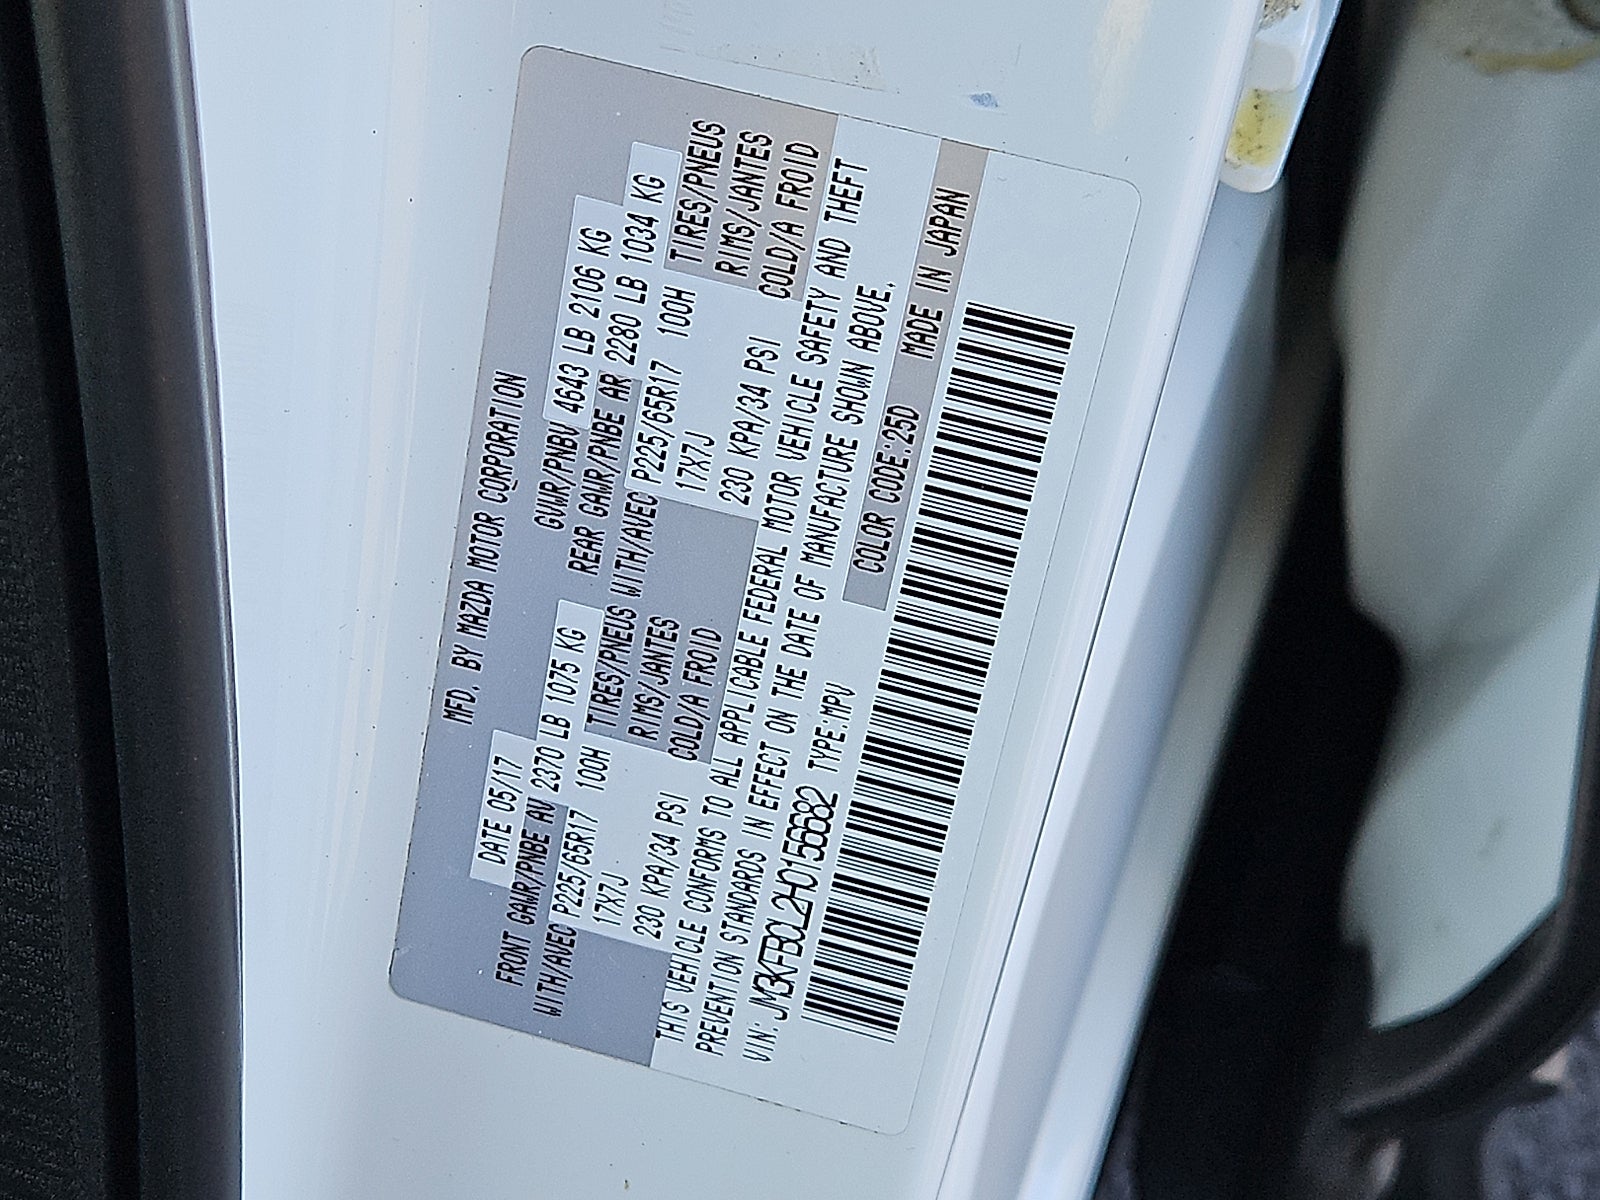 MFD. BY MAZDA MOTOR CORPORATION
DATE 05/17 GVWR/PNBV 4643 LB 2106 KG
FRONT GAWR/PNBE AV 2370 LB 1075 KG REAR GAWR/PNBE AR 2280 LB 1034 KG
WITH/AVEC P225/65R17 100H TIRES/PNEUS WITH/AVEC P225/65R17 100H TIRES/PNEUS
17X7J RIMS/JANTES 17X7J RIMS/JANTES
230 KPA/34 PSI COLD/A FROID 230 KPA/34 PSI COLD/A FROID
THIS VEHICLE CONFORMS TO ALL APPLICABLE FEDERAL MOTOR VEHICLE SAFETY AND THEFT
PREVENTION STANDARDS IN EFFECT ON THE DATE OF MANUFACTURE SHOWN ABOVE.
VIN: JM3KFBCL2H0156682 TYPE:MPV COLOR CODE:25D MADE IN JAPAN